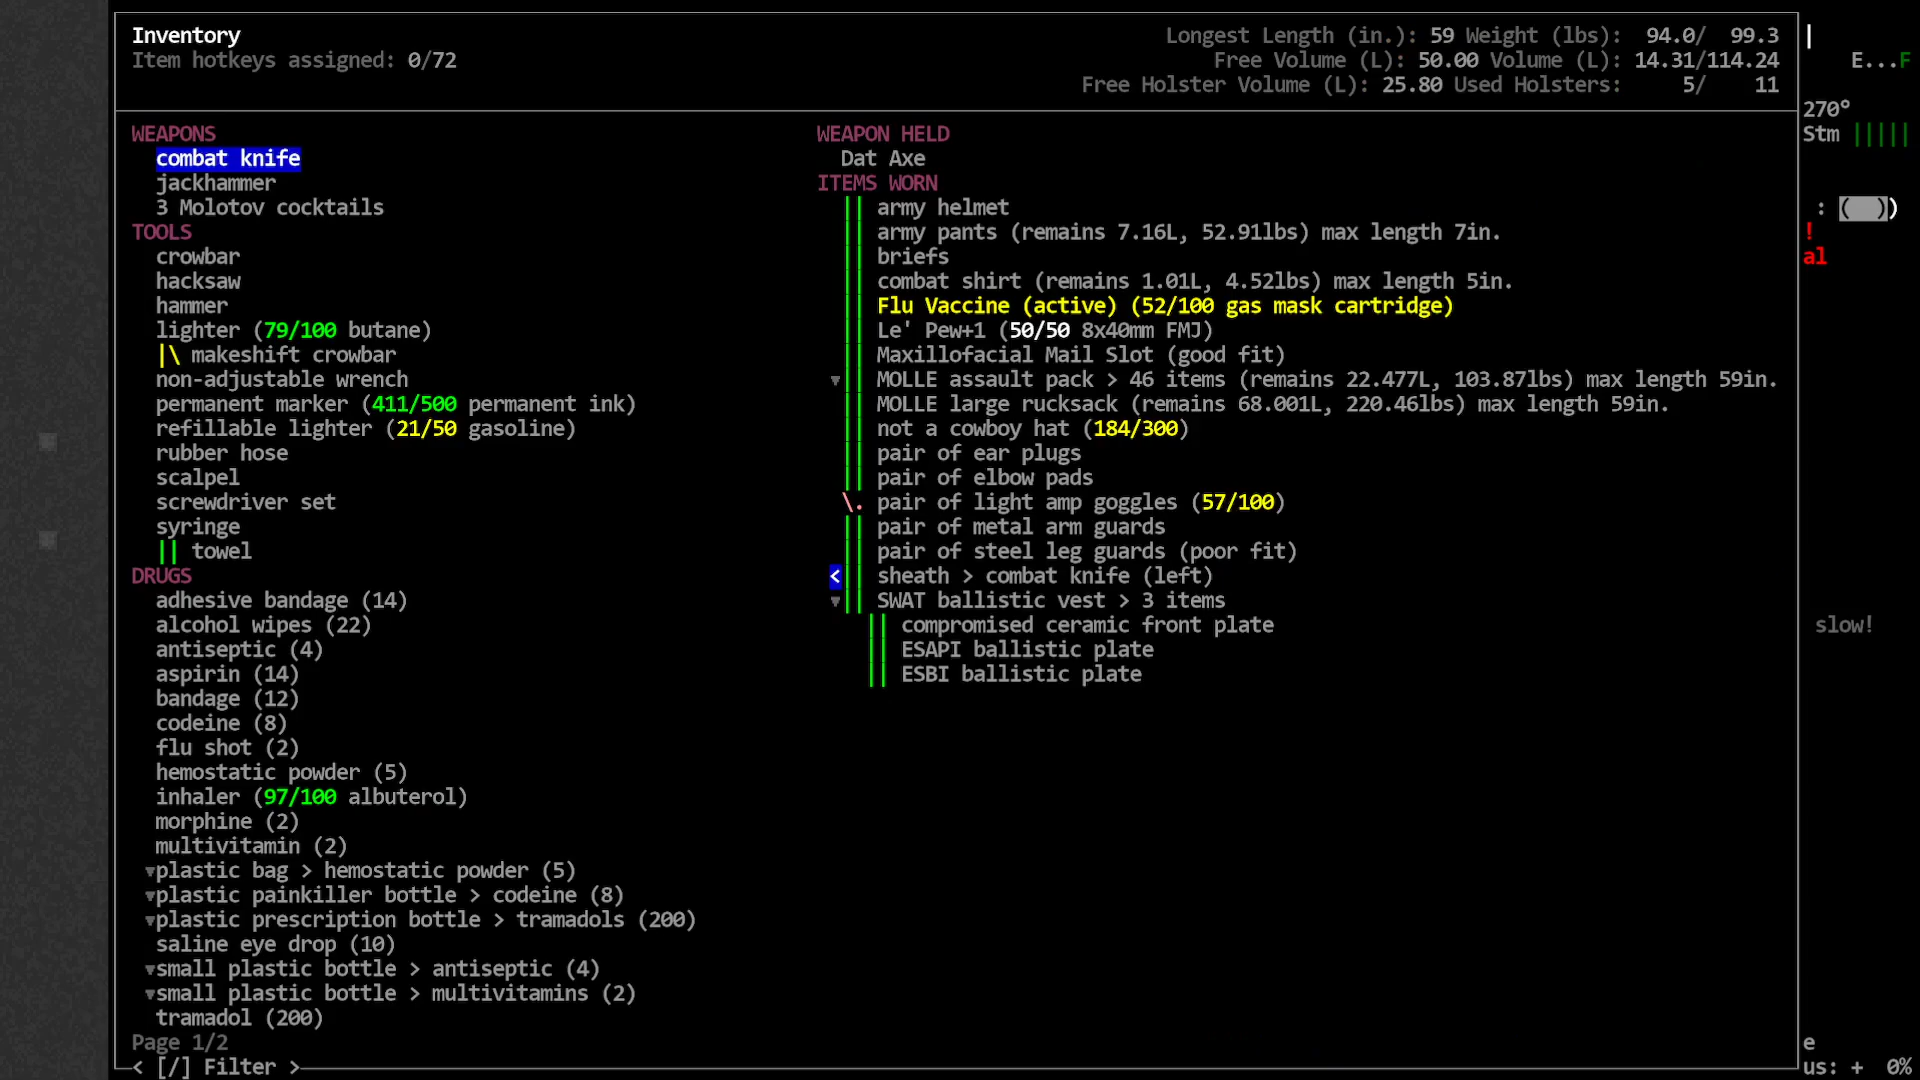 Inventory
Item hotkeys assigned: 0/72
Longest Length (in.): 59 Weight (lbs): 94.0/ 99.3
Free Volume (L): 50.00 Volume (L): 14.31/114.24
Free Holster Volume (L): 25.80 Used Holsters: 5/ 11
WEAPONS
combat knife
jackhammer
3 Molotov cocktails
TOOLS
crowbar
hacksaw
hammer
lighter (79/100 butane)
|\ makeshift crowbar
non-adjustable wrench
permanent marker (411/500 permanent ink)
refillable lighter (21/50 gasoline)
rubber hose
scalpel
screwdriver set
syringe
|| towel
DRUGS
adhesive bandage (14)
alcohol wipes (22)
antiseptic (4)
aspirin (14)
bandage (12)
codeine (8)
flu shot (2)
hemostatic powder (5)
inhaler (97/100 albuterol)
morphine (2)
multivitamin (2)
▼plastic bag > hemostatic powder (5)
▼plastic painkiller bottle > codeine (8)
▼plastic prescription bottle > tramadols (200)
saline eye drop (10)
▼small plastic bottle > antiseptic (4)
▼small plastic bottle > multivitamins (2)
tramadol (200)
Page 1/2
< [/] Filter >
WEAPON HELD
Dat Axe
ITEMS WORN
|| army helmet
|| army pants (remains 7.16L, 52.91lbs) max length 7in.
|| briefs
|| combat shirt (remains 1.01L, 4.52lbs) max length 5in.
|| Flu Vaccine (active) (52/100 gas mask cartridge)
|| Le' Pew+1 (50/50 8x40mm FMJ)
|| Maxillofacial Mail Slot (good fit)
▼|| MOLLE assault pack > 46 items (remains 22.477L, 103.87lbs) max length 59in.
|| MOLLE large rucksack (remains 68.001L, 220.46lbs) max length 59in.
|| not a cowboy hat (184/300)
|| pair of ear plugs
|| pair of elbow pads
\. pair of light amp goggles (57/100)
|| pair of metal arm guards
|| pair of steel leg guards (poor fit)
<|| sheath > combat knife (left)
▼|| SWAT ballistic vest > 3 items
|| compromised ceramic front plate
|| ESAPI ballistic plate
|| ESBI ballistic plate
|
E...F
270°
Stm |||||
: ( ))
!
al
slow!
e
us: + 0%